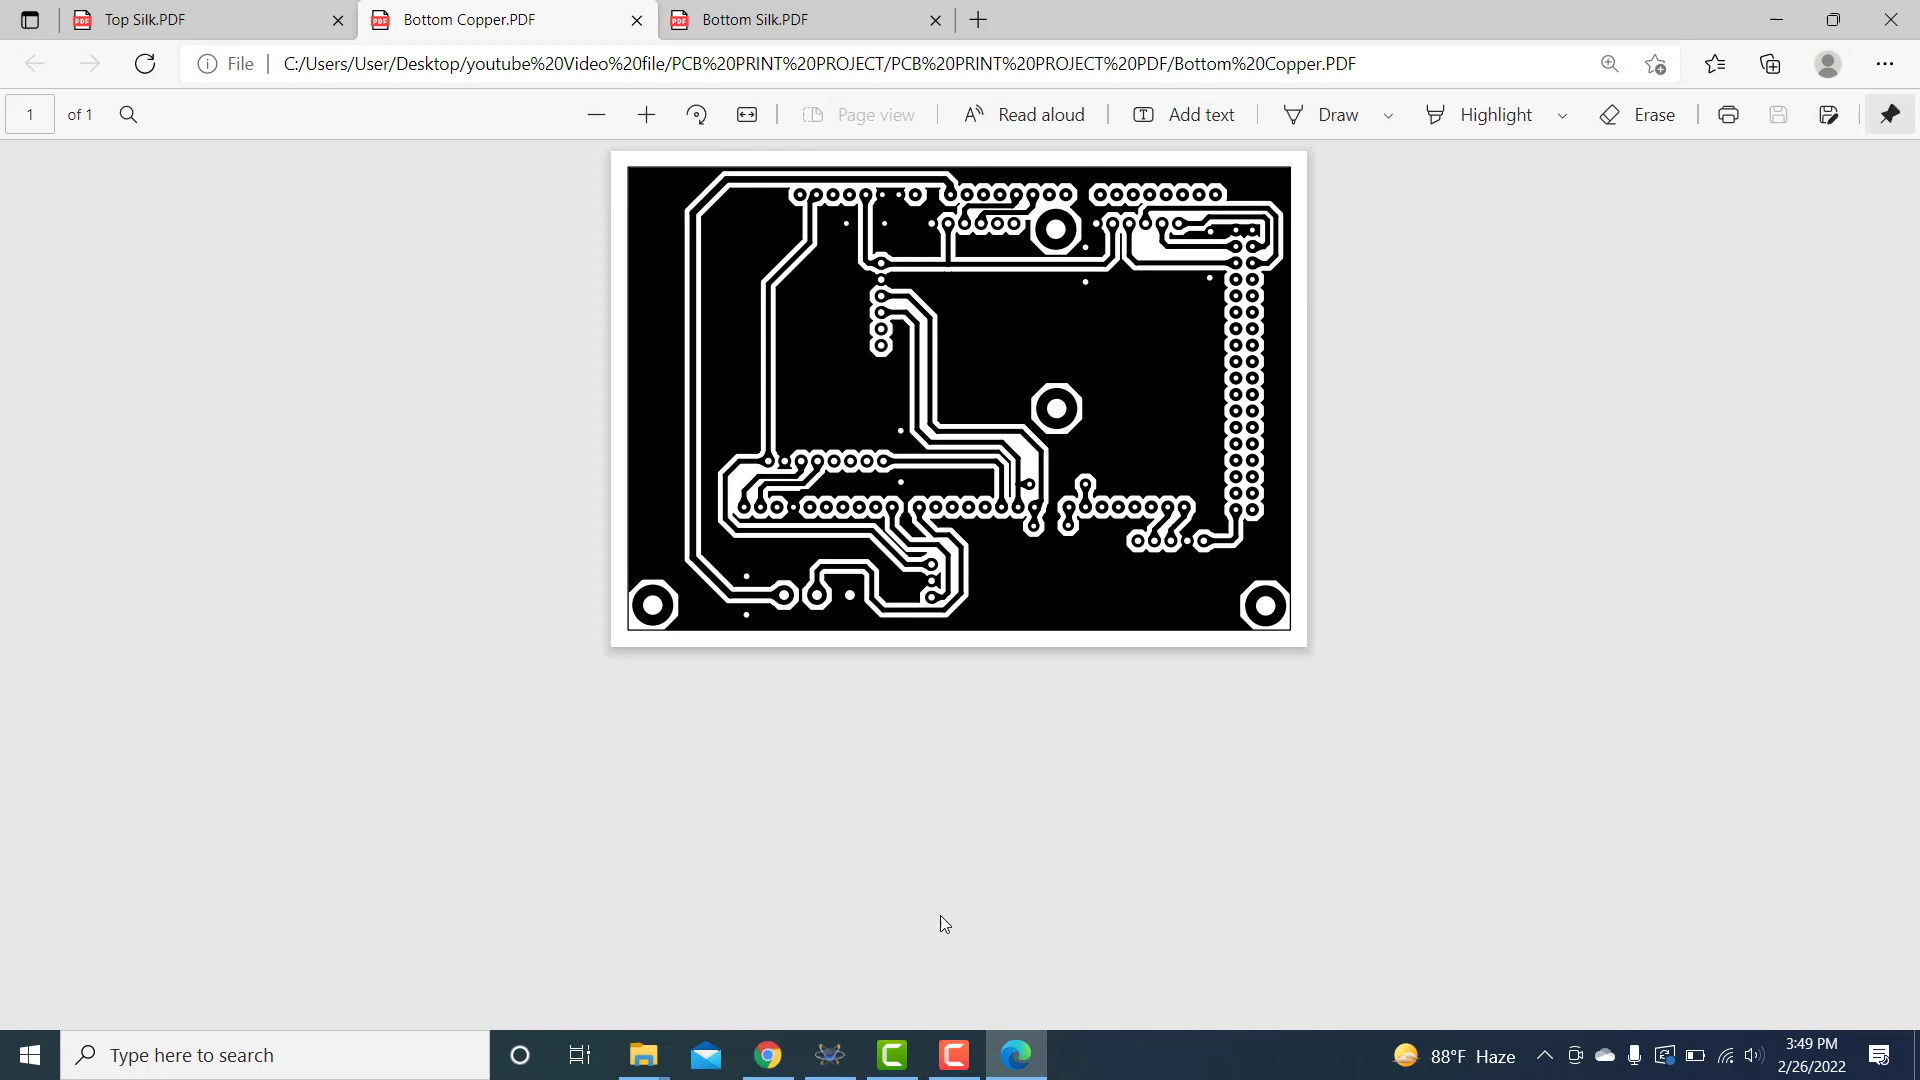 Top Silk.PDF
Bottom Copper.PDF
Bottom Silk.PDF
File
C:/Users/User/Desktop/youtube%20Video%20file/PCB%20PRINT%20PROJECT/PCB%20PRINT%20PROJECT%20PDF/Bottom%20Copper.PDF
1 of 1
Page view
Read aloud
Add text
Draw
Highlight
Erase
Type here to search
88°F Haze
3:49 PM
2/26/2022